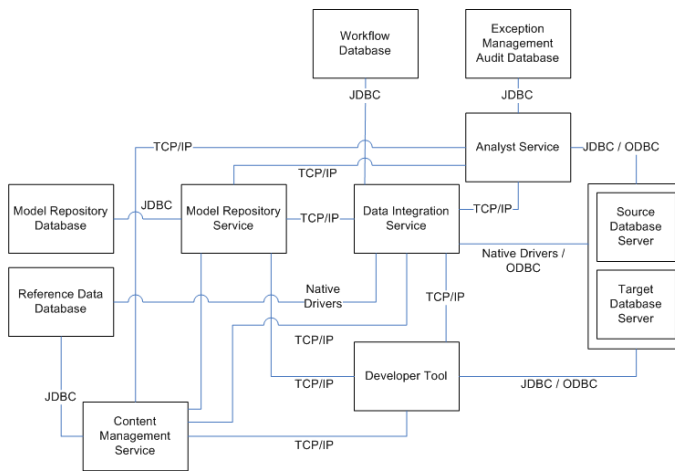 Workflow
Database
Exception
Management
Audit Database
JDBC
JDBC
TCP/IP
Analyst Service
JDBC / ODBC
TCP/IP
Model Repository
Database
JDBC
Model Repository
Service
TCP/IP
Data Integration
Service
TCP/IP
Source
Database
Server
Native Drivers /
ODBC
Reference Data
Database
Native
Drivers
TCP/IP
Target
Database
Server
TCP/IP
JDBC
TCP/IP
Developer Tool
JDBC / ODBC
Content
Management
Service
TCP/IP